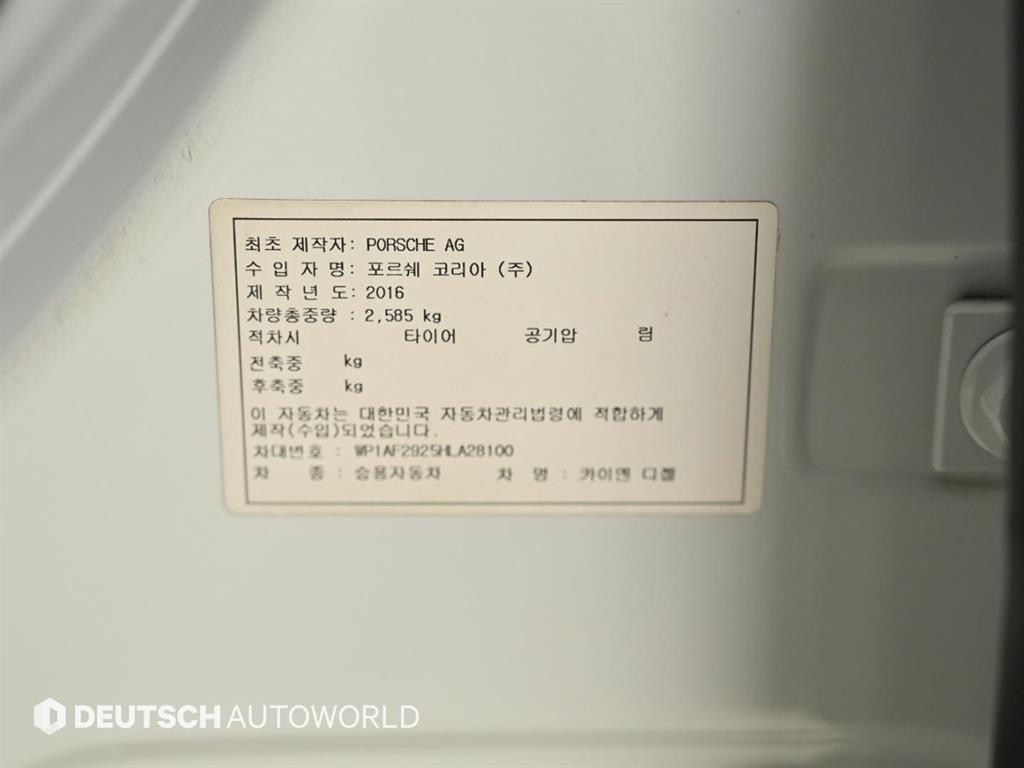 최초 제작자: PORSCHE AG
수 입 자 명: 포르쉐 코리아 (주)
제 작 년 도: 2016
차량총중량 : 2,585 kg
적차시 타이어 공기압 림
전축중 kg
후축중 kg
이 자동차는 대한민국 자동차관리법령에 적합하게
제작(수입)되었습니다.
차대번호 : WP1AF2925HLA28100
차 종 : 승용자동차 차 명 : 카이엔 디젤
DEUTSCH AUTOWORLD